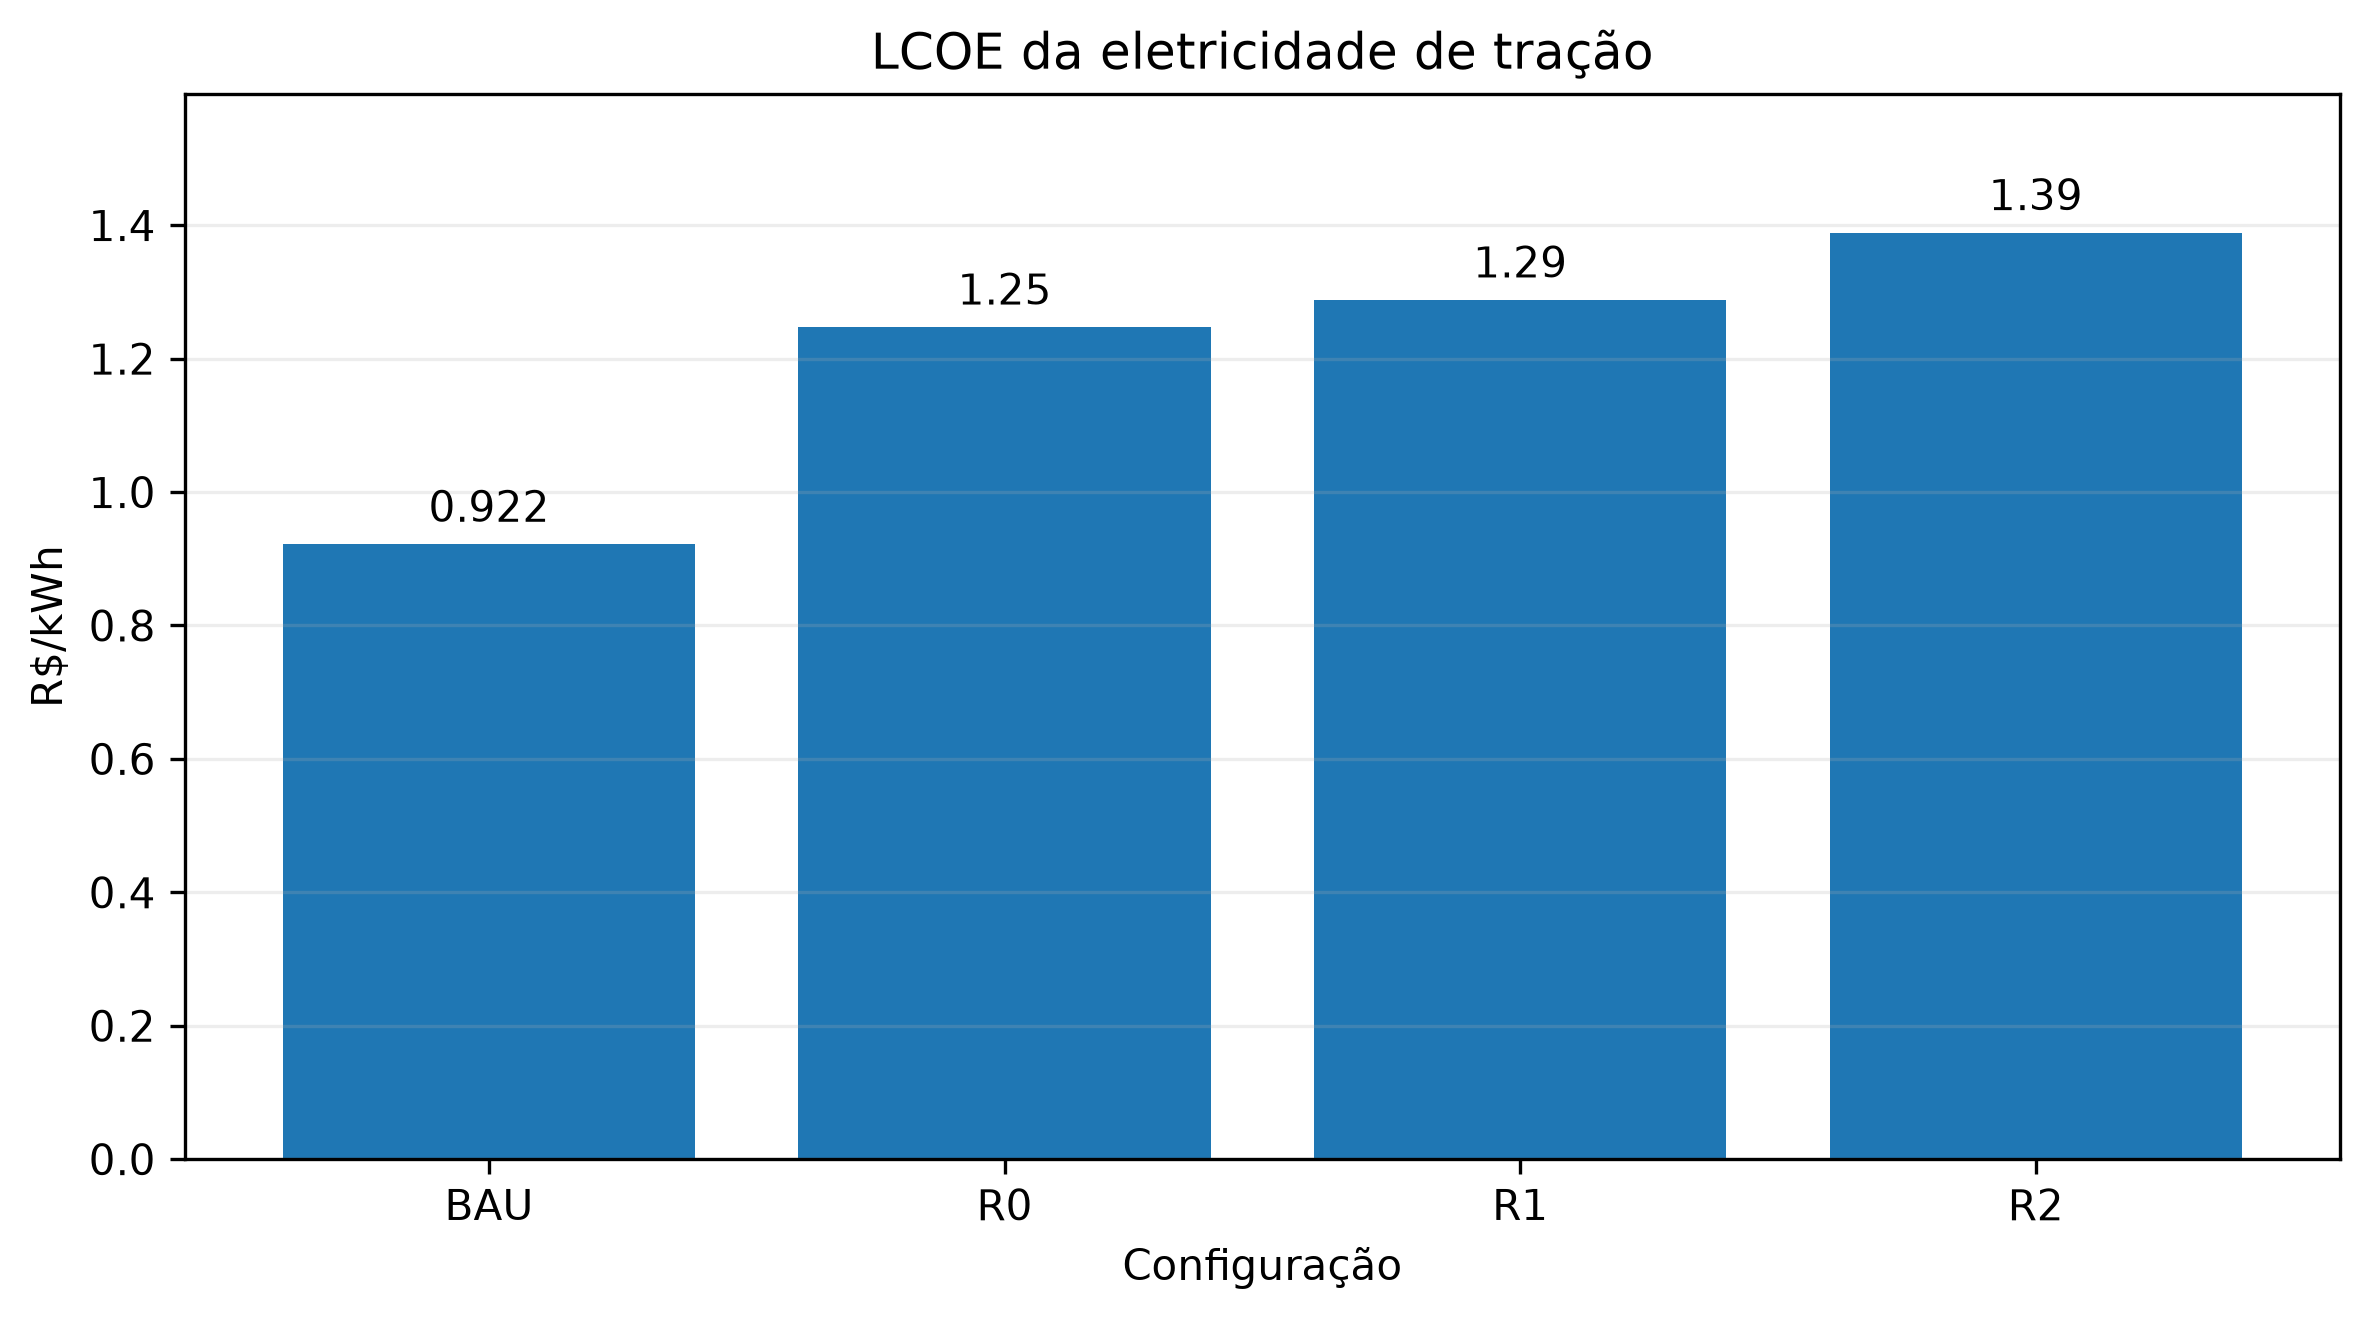 LCOE da eletricidade de tração
R$/kWh
1.4
1.2
1.0
0.8
0.6
0.4
0.2
0.0
0.922
1.25
1.29
1.39
BAU
R0
R1
R2
Configuração